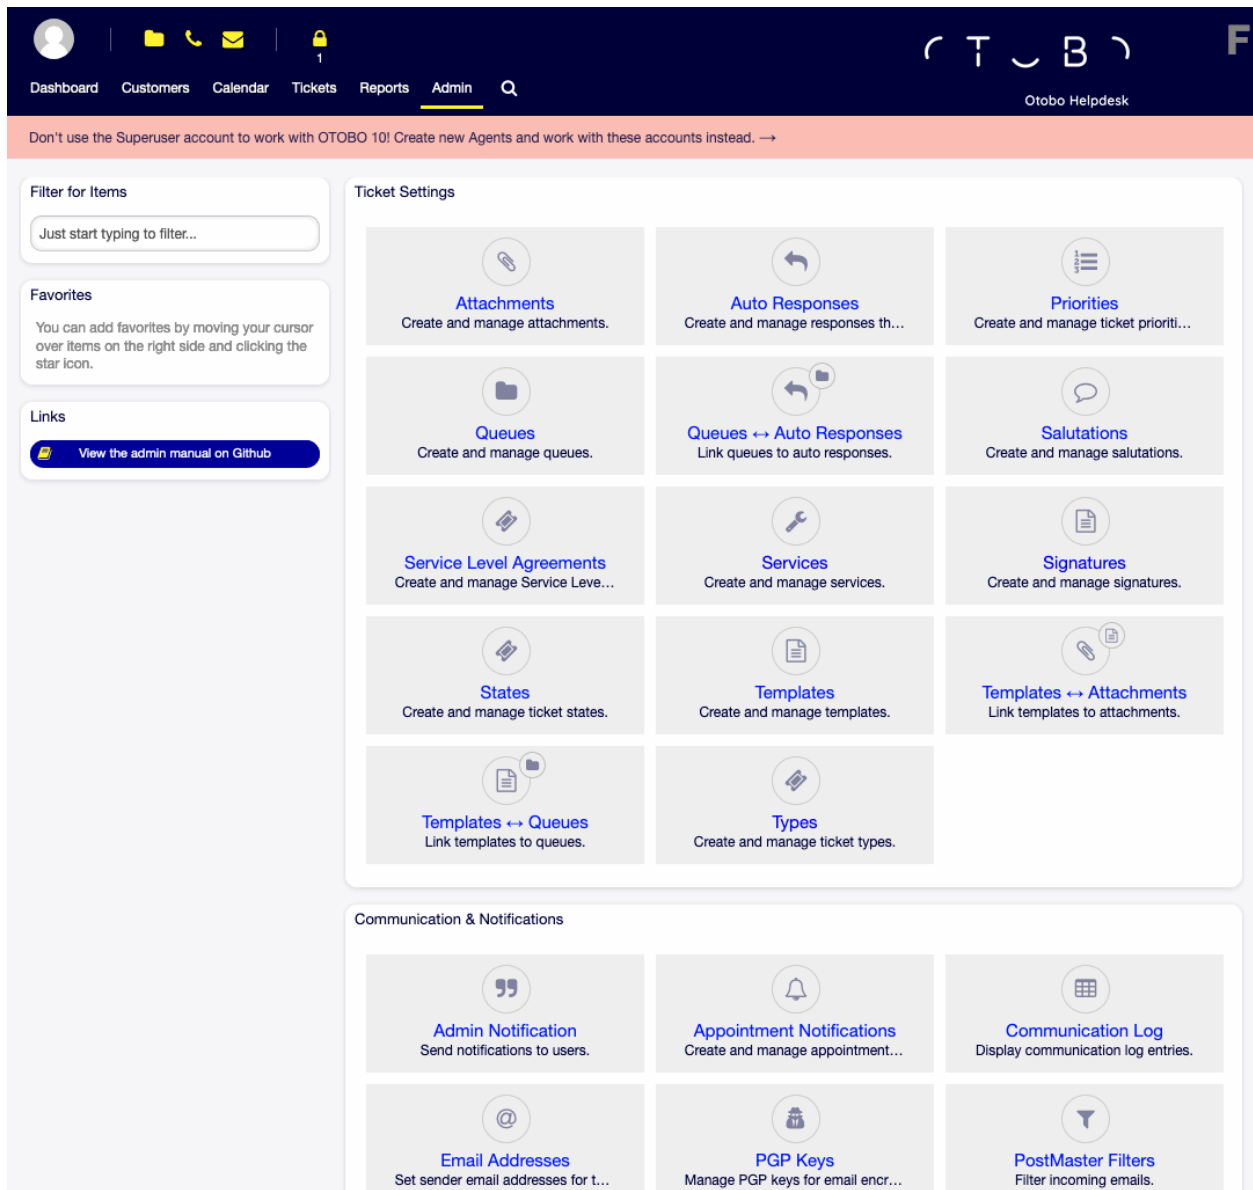 1
Dashboard Customers Calendar Tickets Reports Admin
OTOBO
F
Otobo Helpdesk
Don't use the Superuser account to work with OTOBO 10! Create new Agents and work with these accounts instead. →
Filter for Items
Just start typing to filter...
Favorites
You can add favorites by moving your cursor
over items on the right side and clicking the
star icon.
Links
View the admin manual on Github
Ticket Settings
Attachments
Create and manage attachments.
Auto Responses
Create and manage responses th...
Priorities
Create and manage ticket prioriti...
Queues
Create and manage queues.
Queues ↔ Auto Responses
Link queues to auto responses.
Salutations
Create and manage salutations.
Service Level Agreements
Create and manage Service Leve...
Services
Create and manage services.
Signatures
Create and manage signatures.
States
Create and manage ticket states.
Templates
Create and manage templates.
Templates ↔ Attachments
Link templates to attachments.
Templates ↔ Queues
Link templates to queues.
Types
Create and manage ticket types.
Communication & Notifications
Admin Notification
Send notifications to users.
Appointment Notifications
Create and manage appointment...
Communication Log
Display communication log entries.
Email Addresses
Set sender email addresses for t...
PGP Keys
Manage PGP keys for email encr...
PostMaster Filters
Filter incoming emails.